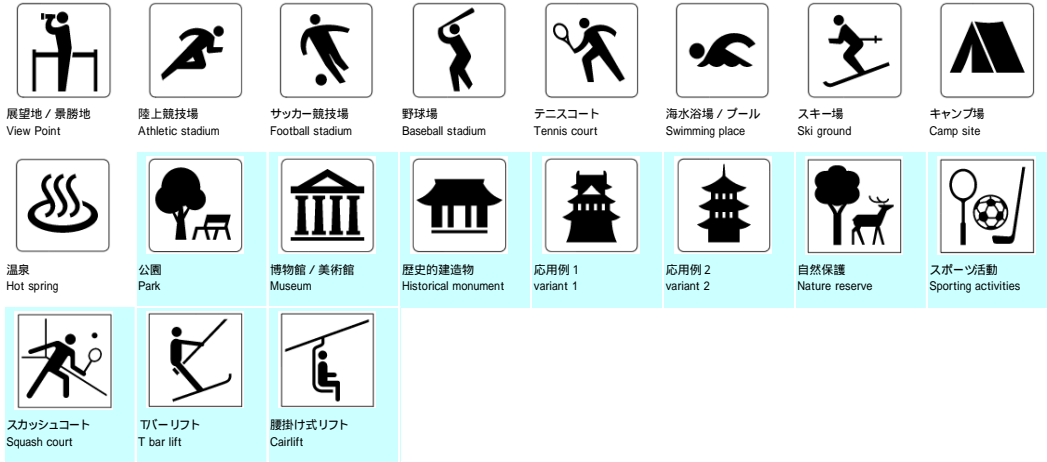 展望地 / 景勝地
View Point
陸上競技場
Athletic stadium
サッカー競技場
Football stadium
野球場
Baseball stadium
テニスコート
Tennis court
海水浴場 / プール
Swimming place
スキー場
Ski ground
キャンプ場
Camp site
温泉
Hot spring
公園
Park
博物館 / 美術館
Museum
歴史的建造物
Historical monument
応用例 1
variant 1
応用例 2
variant 2
自然保護
Nature reserve
スポーツ活動
Sporting activities
スカッシュコート
Squash court
Tバーリフト
T bar lift
腰掛け式リフト
Cairlift